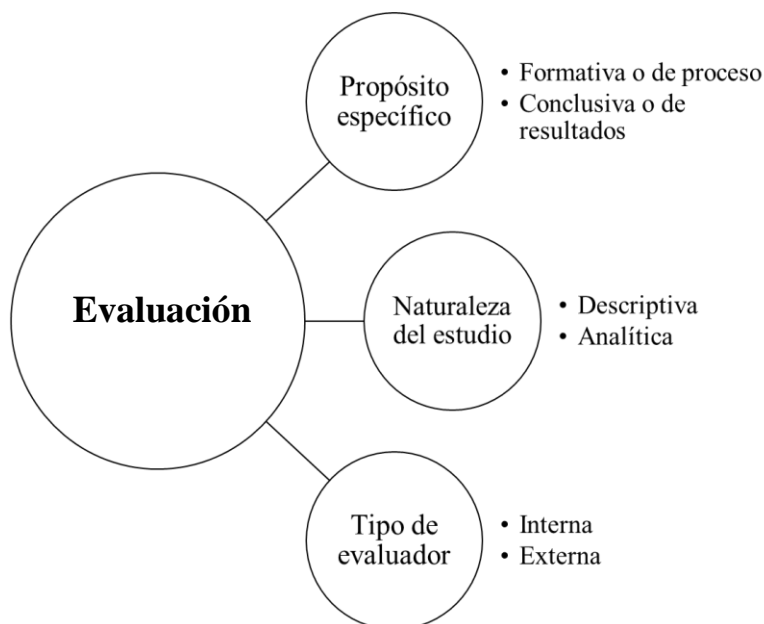 Propósito
específico
• Formativa o de proceso
• Conclusiva o de
resultados
Evaluación
Naturaleza
del estudio
• Descriptiva
• Analítica
Tipo de
evaluador
• Interna
• Externa